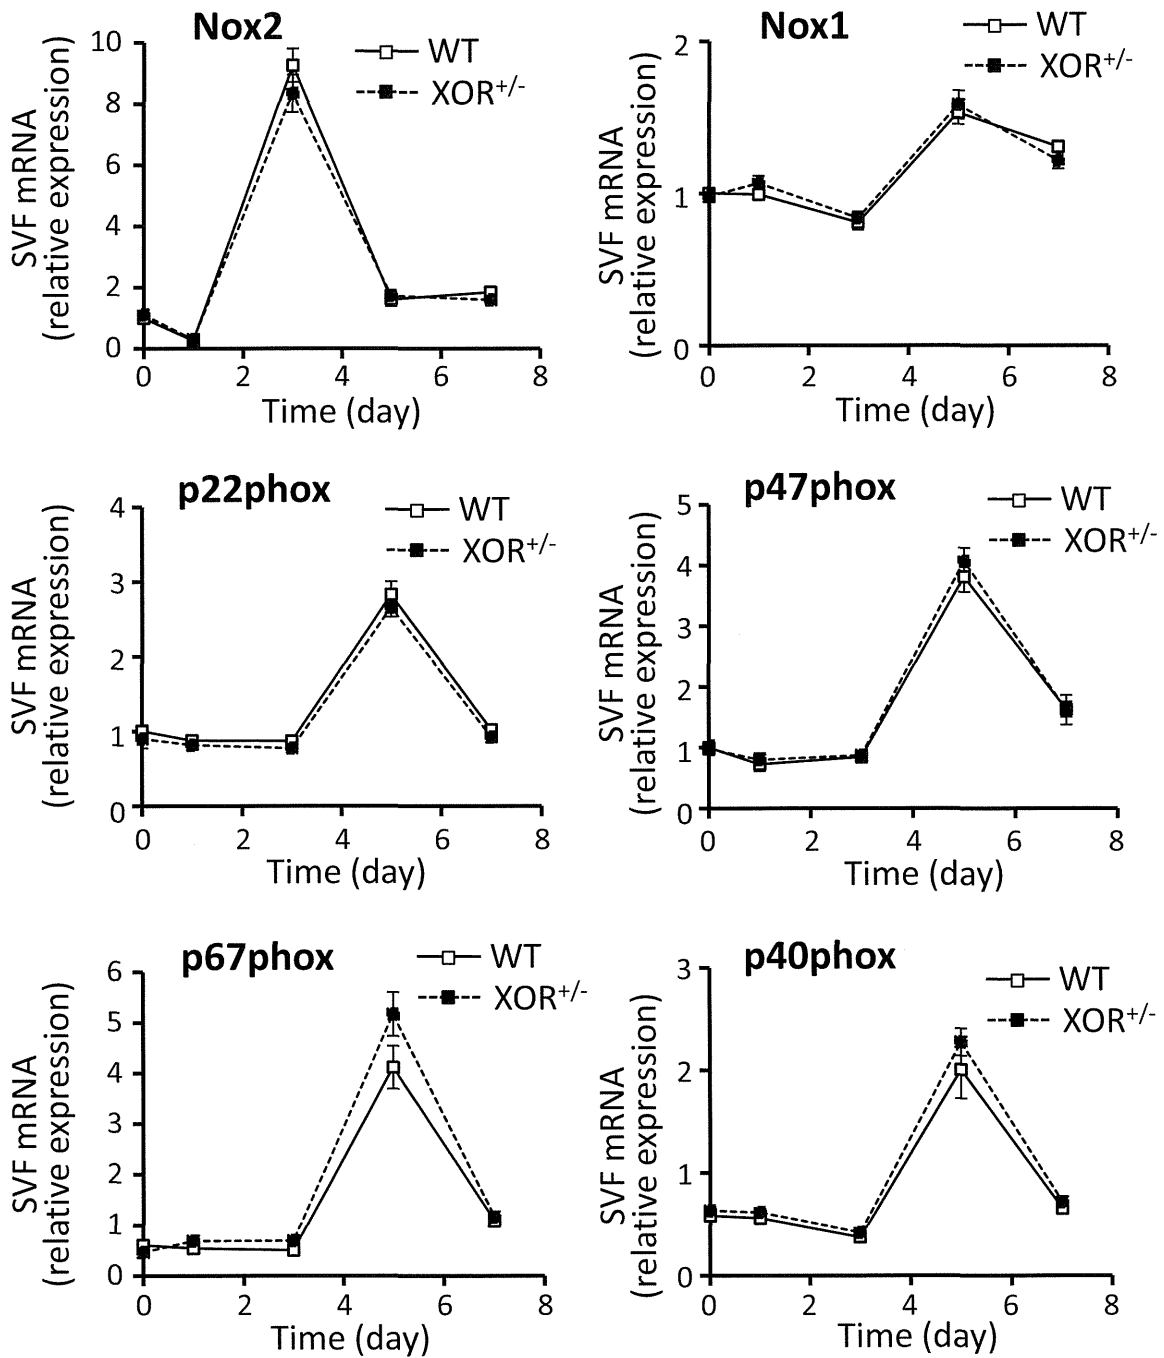 Nox2
WT
XOR+/-
SVF mRNA
(relative expression)
10
8
6
4
2
0
0 2 4 6 8
Time (day)
Nox1
WT
XOR+/-
SVF mRNA
(relative expression)
2
1
0
0 2 4 6 8
Time (day)
p22phox
WT
XOR+/-
SVF mRNA
(relative expression)
4
3
2
1
0
0 2 4 6 8
Time (day)
p47phox
WT
XOR+/-
SVF mRNA
(relative expression)
5
4
3
2
1
0
0 2 4 6 8
Time (day)
p67phox
WT
XOR+/-
SVF mRNA
(relative expression)
6
5
4
3
2
1
0
0 2 4 6 8
Time (day)
p40phox
WT
XOR+/-
SVF mRNA
(relative expression)
3
2
1
0
0 2 4 6 8
Time (day)